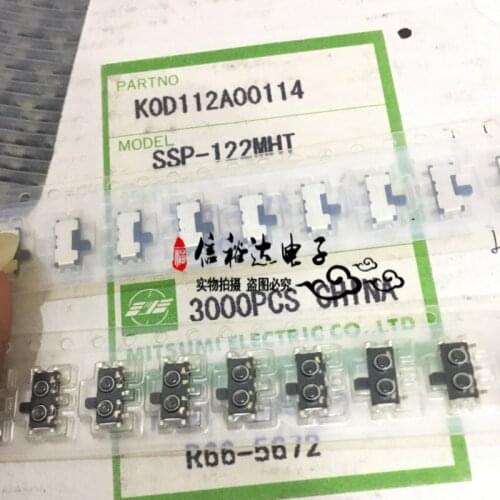 PARTNO
K0D112A00114
MODEL
SSP-122MHT
信裕达电子
实物拍摄 盗图必究
3000PCS CHINA
MITSUMI ELECTRIC CO., LTD
R66-5672